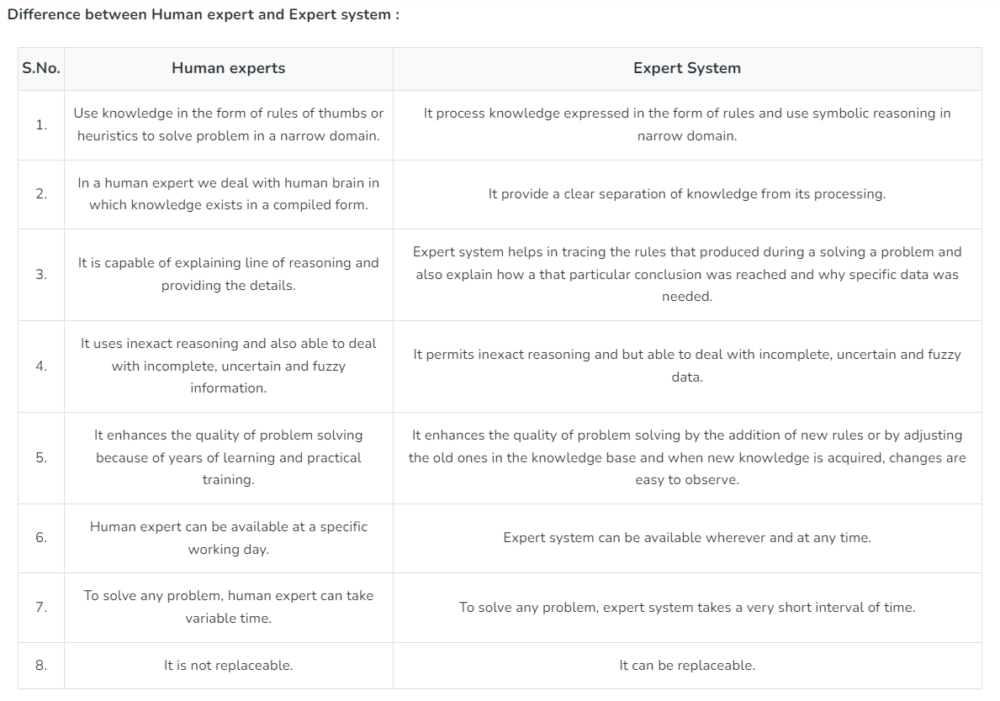 Difference between Human expert and Expert system :
S.No.
Human experts
Expert System
1.
Use knowledge in the form of rules of thumbs or
heuristics to solve problem in a narrow domain.
It process knowledge expressed in the form of rules and use symbolic reasoning in
narrow domain.
2.
In a human expert we deal with human brain in
which knowledge exists in a compiled form.
It provide a clear separation of knowledge from its processing.
3.
It is capable of explaining line of reasoning and
providing the details.
Expert system helps in tracing the rules that produced during a solving a problem and
also explain how a that particular conclusion was reached and why specific data was
needed.
4.
It uses inexact reasoning and also able to deal
with incomplete, uncertain and fuzzy
information.
It permits inexact reasoning and but able to deal with incomplete, uncertain and fuzzy
data.
5.
It enhances the quality of problem solving
because of years of learning and practical
training.
It enhances the quality of problem solving by the addition of new rules or by adjusting
the old ones in the knowledge base and when new knowledge is acquired, changes are
easy to observe.
6.
Human expert can be available at a specific
working day.
Expert system can be available wherever and at any time.
7.
To solve any problem, human expert can take
variable time.
To solve any problem, expert system takes a very short interval of time.
8.
It is not replaceable.
It can be replaceable.